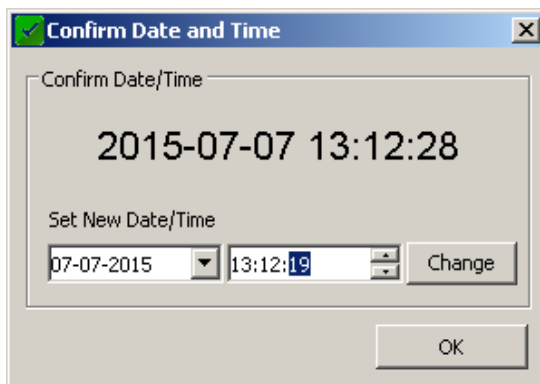 Confirm Date and Time
Confirm Date/Time
2015-07-07 13:12:28
Set New Date/Time
07-07-2015 13:12:19 Change
OK